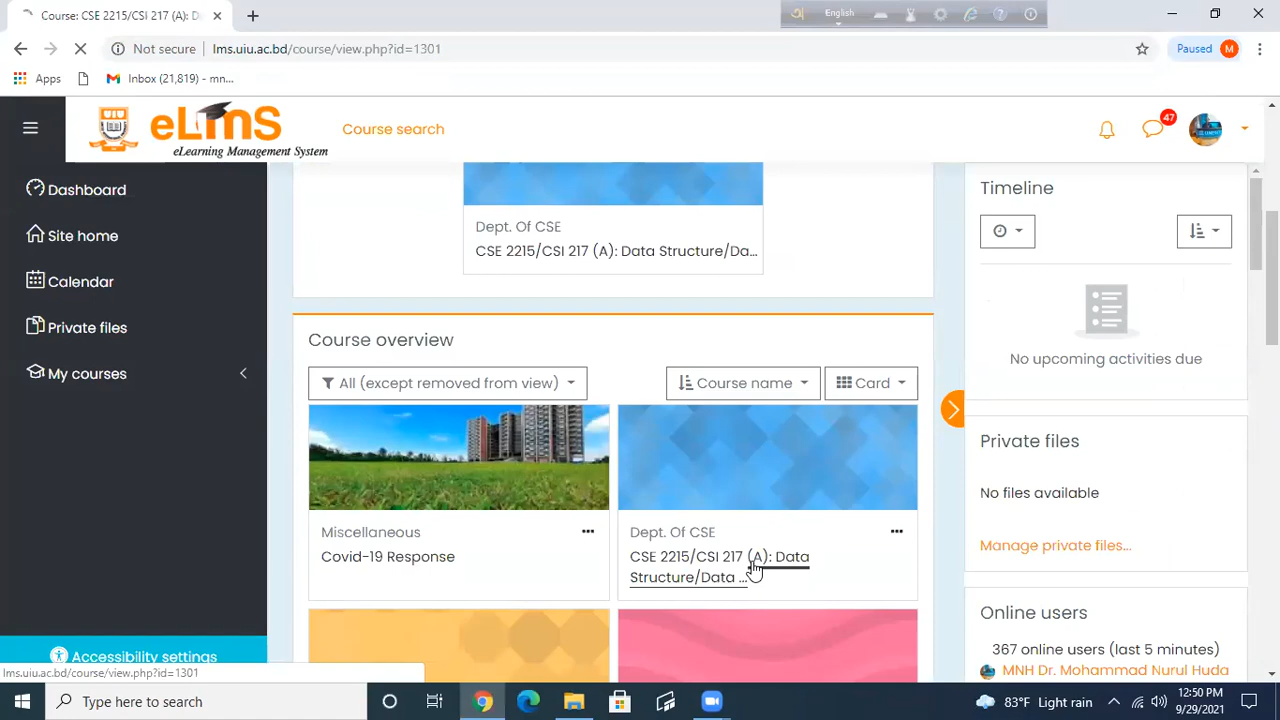 Course: CSE 2215/CSI 217 (A): D
English
Not secure
lms.uiu.ac.bd/course/view.php?id=1301
Paused
M
Apps
Inbox (21,819) - mn...
eLmS
eLearning Management System
Course search
47
Dashboard
Site home
Calendar
Private files
My courses
Accessibility settings
Dept. Of CSE
CSE 2215/CSI 217 (A): Data Structure/Da...
Course overview
All (except removed from view)
Course name
Card
Miscellaneous
Covid-19 Response
Dept. Of CSE
CSE 2215/CSI 217 (A): Data
Structure/Data ...
Timeline
No upcoming activities due
Private files
No files available
Manage private files...
Online users
367 online users (last 5 minutes)
MNH Dr. Mohammad Nurul Huda
lms.uiu.ac.bd/course/view.php?id=1301
Type here to search
83°F Light rain
12:50 PM
9/29/2021